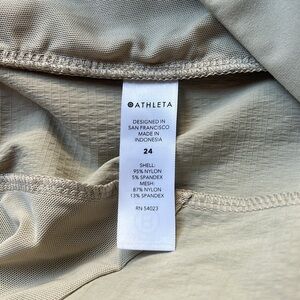 ATHLETA
DESIGNED IN
SAN FRANCISCO
MADE IN
INDONESIA
24
SHELL:
95% NYLON
5% SPANDEX
MESH:
87% NYLON
13% SPANDEX
RN 54023